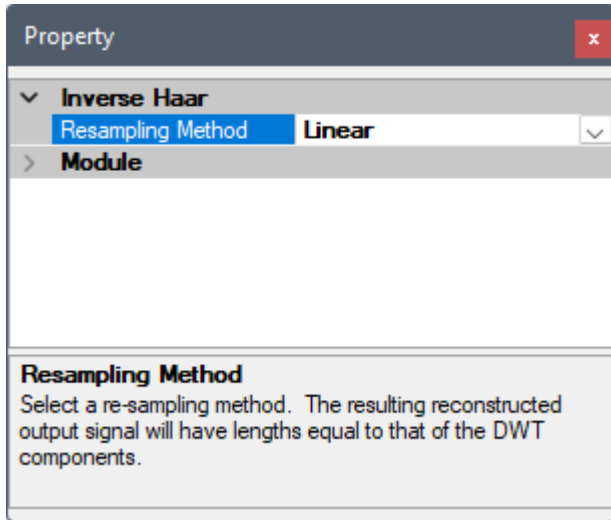 Property
x
Inverse Haar
Resampling Method Linear
Module
Resampling Method
Select a re-sampling method. The resulting reconstructed
output signal will have lengths equal to that of the DWT
components.